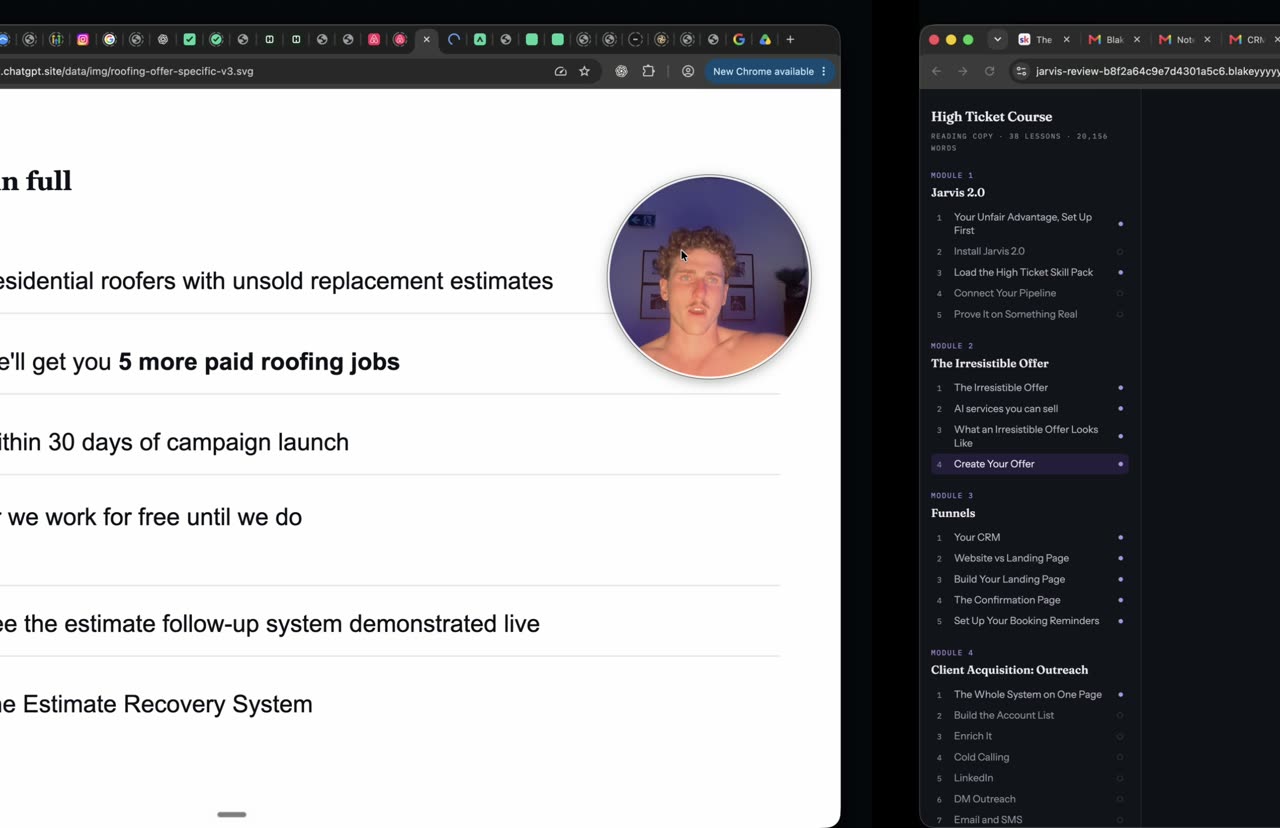 .chatgpt.site/data/img/roofing-offer-specific-v3.svg
New Chrome available
n full
esidential roofers with unsold replacement estimates
e'll get you 5 more paid roofing jobs
ithin 30 days of campaign launch
we work for free until we do
ee the estimate follow-up system demonstrated live
ne Estimate Recovery System
The
Blak
Not
CRM
jarvis-review-b8f2a64c9e7d4301a5c6.blakeyyyyy
High Ticket Course
READING COPY · 38 LESSONS · 20,156
WORDS
MODULE 1
Jarvis 2.0
1 Your Unfair Advantage, Set Up
First
2 Install Jarvis 2.0
3 Load the High Ticket Skill Pack
4 Connect Your Pipeline
5 Prove It on Something Real
MODULE 2
The Irresistible Offer
1 The Irresistible Offer
2 AI services you can sell
3 What an Irresistible Offer Looks
Like
4 Create Your Offer
MODULE 3
Funnels
1 Your CRM
2 Website vs Landing Page
3 Build Your Landing Page
4 The Confirmation Page
5 Set Up Your Booking Reminders
MODULE 4
Client Acquisition: Outreach
1 The Whole System on One Page
2 Build the Account List
3 Enrich It
4 Cold Calling
5 LinkedIn
6 DM Outreach
7 Email and SMS